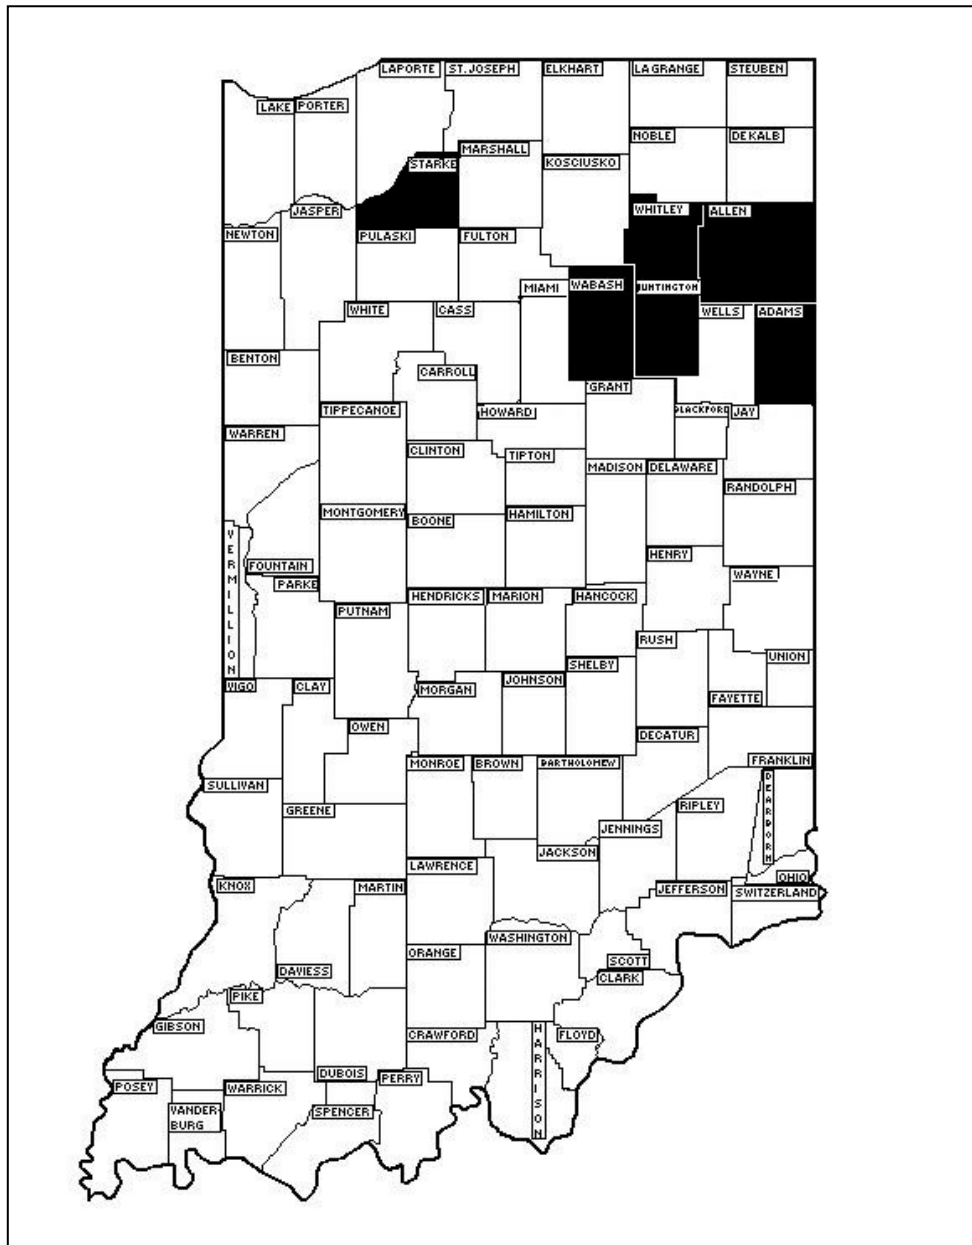 LAPORTE
ST. JOSEPH
ELKHART
LA GRANGE
STEUBEN
LAKE
PORTER
NOBLE
DE KALB
MARSHALL
STARKE
KOSCIUSKO
JASPER
WHITLEY
ALLEN
NEWTON
PULASKI
FULTON
MIAMI
WABASH
HUNTINGTON
WHITE
CASS
WELLS
ADAMS
BENTON
CARROLL
GRANT
TIPPECANOE
HOWARD
BLACKFORD
JAY
WARREN
CLINTON
TIPTON
MADISON
DELAWARE
RANDOLPH
MONTGOMERY
BOONE
HAMILTON
VERMILLION
FOUNTAIN
HENRY
PARKE
WAYNE
PUTNAM
HENDRICKS
MARION
HANCOCK
RUSH
UNION
SHELBY
VIGO
CLAY
MORGAN
JOHNSON
FAYETTE
OWEN
DECATUR
MONROE
BROWN
BARTHOLOMEW
FRANKLIN
SULLIVAN
DEARBORN
GREENE
RIPLEY
JENNINGS
JACKSON
LAWRENCE
OHIO
KNOX
MARTIN
JEFFERSON
SWITZERLAND
WASHINGTON
ORANGE
SCOTT
DAVIESS
CLARK
PIKE
GIBSON
CRAWFORD
HARRISON
FLOYD
DUBOIS
PERRY
POSEY
WARRICK
SPENCER
VANDER-
BURG